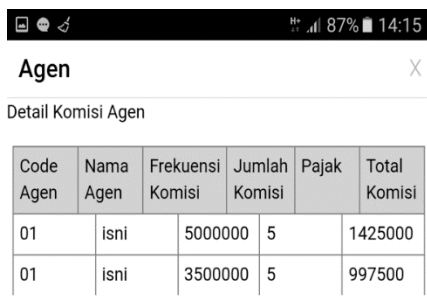 H+ 87% 14:15
Agen X
Detail Komisi Agen
Code Agen Nama Agen Frekuensi Komisi Jumlah Komisi Pajak Total Komisi
01 isni 5000000 5 1425000
01 isni 3500000 5 997500